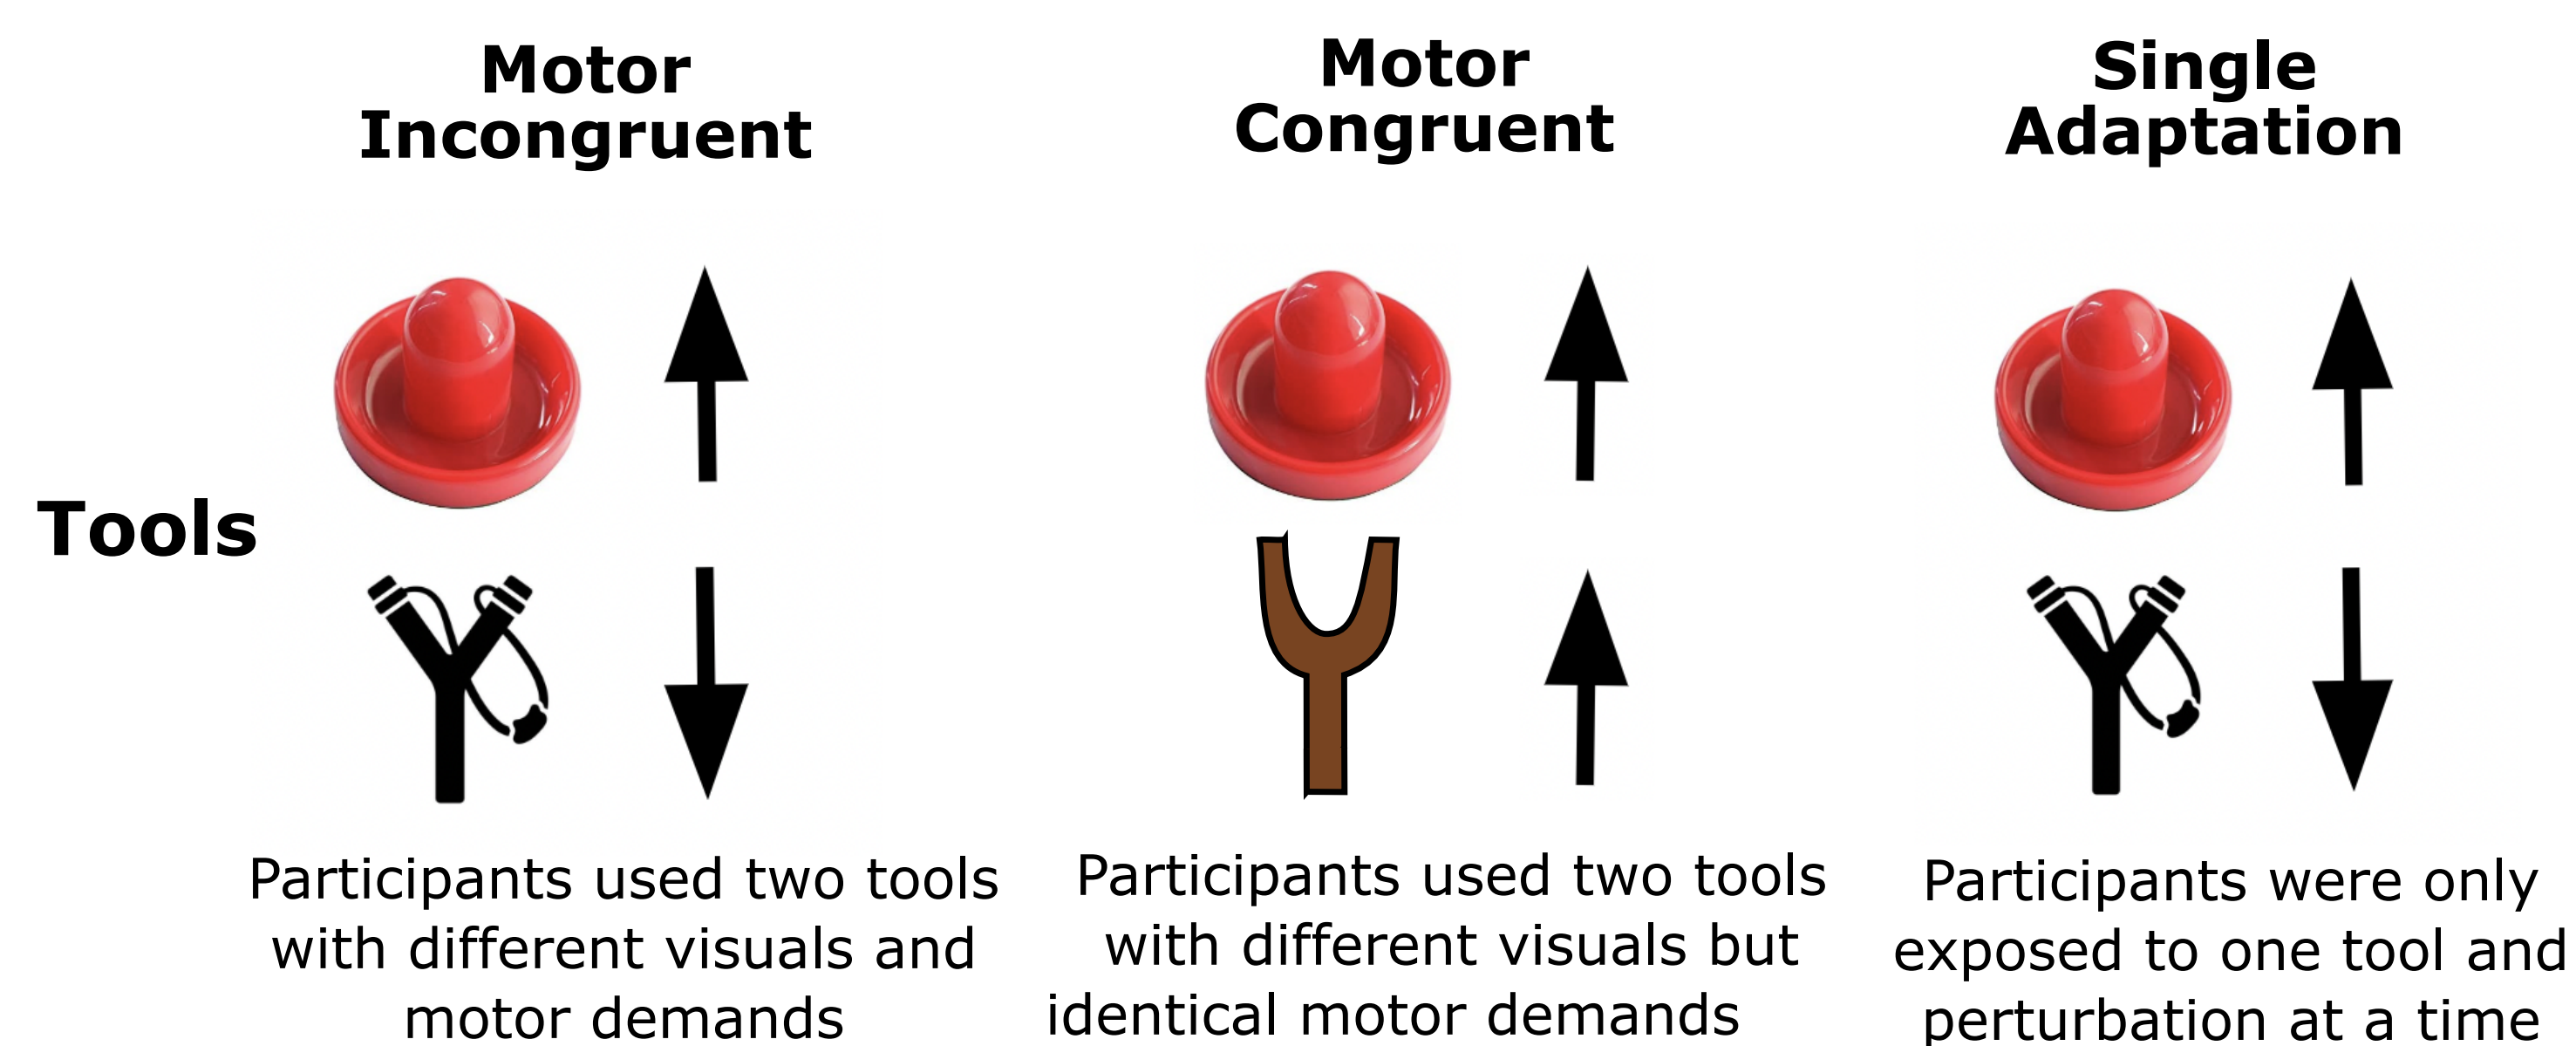 Motor
Incongruent
Motor
Congruent
Single
Adaptation
Tools
Participants used two tools
with different visuals and
motor demands
Participants used two tools
with different visuals but
identical motor demands
Participants were only
exposed to one tool and
perturbation at a time